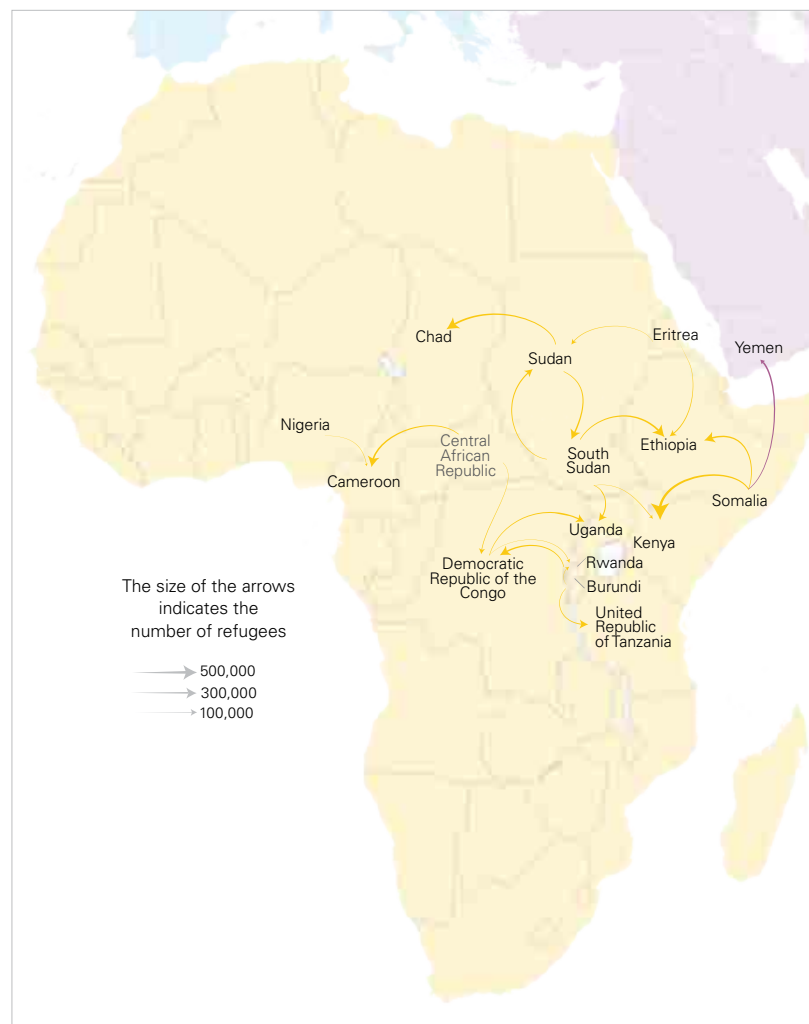 Chad
Sudan
Eritrea
Yemen
Nigeria
Cameroon
Central
African
Republic
South
Sudan
Ethiopia
Somalia
Uganda
Kenya
Democratic
Republic of the
Congo
Rwanda
Burundi
United
Republic
of Tanzania
The size of the arrows
indicates the
number of refugees
500,000
300,000
100,000